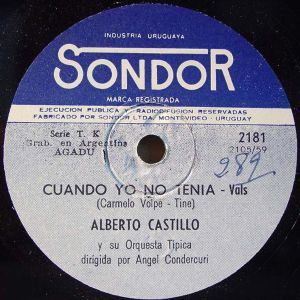 INDUSTRIA URUGUAYA
SONDOR
MARCA REGISTRADA
EJECUCION PUBLICA Y RADIODIFUSION RESERVADAS
FABRICADO POR SONDOR LTDA. MONTEVIDEO - URUGUAY
Serie T. K
Grab. en Argentina
AGADU
2181
2105/59
289
CUANDO YO NO TENIA - Vals
(Carmelo Volpe - Tine)
ALBERTO CASTILLO
y su Orquesta Típica
dirigida por Angel Condercuri